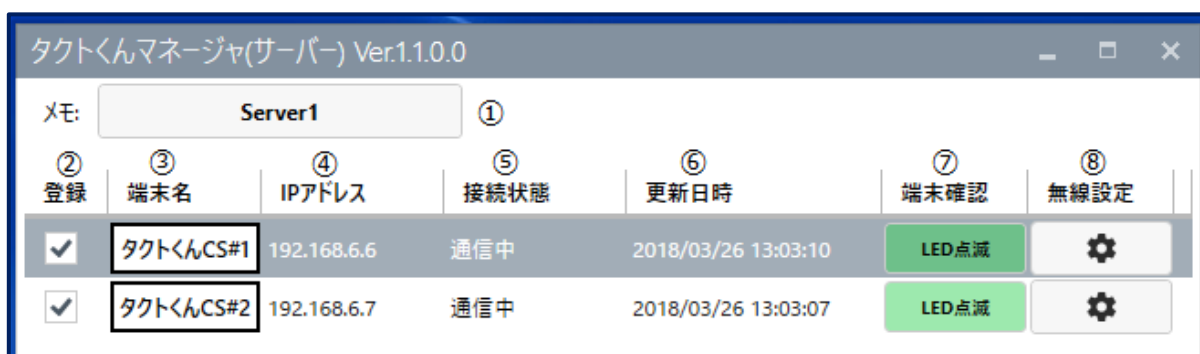 タクトくんマネージャ(サーバー) Ver.1.1.0.0
メモ: Server1 ①
② ③ ④ ⑤ ⑥ ⑦ ⑧
登録 端末名 IPアドレス 接続状態 更新日時 端末確認 無線設定
タクトくんCS#1 192.168.6.6 通信中 2018/03/26 13:03:10 LED点滅
タクトくんCS#2 192.168.6.7 通信中 2018/03/26 13:03:07 LED点滅